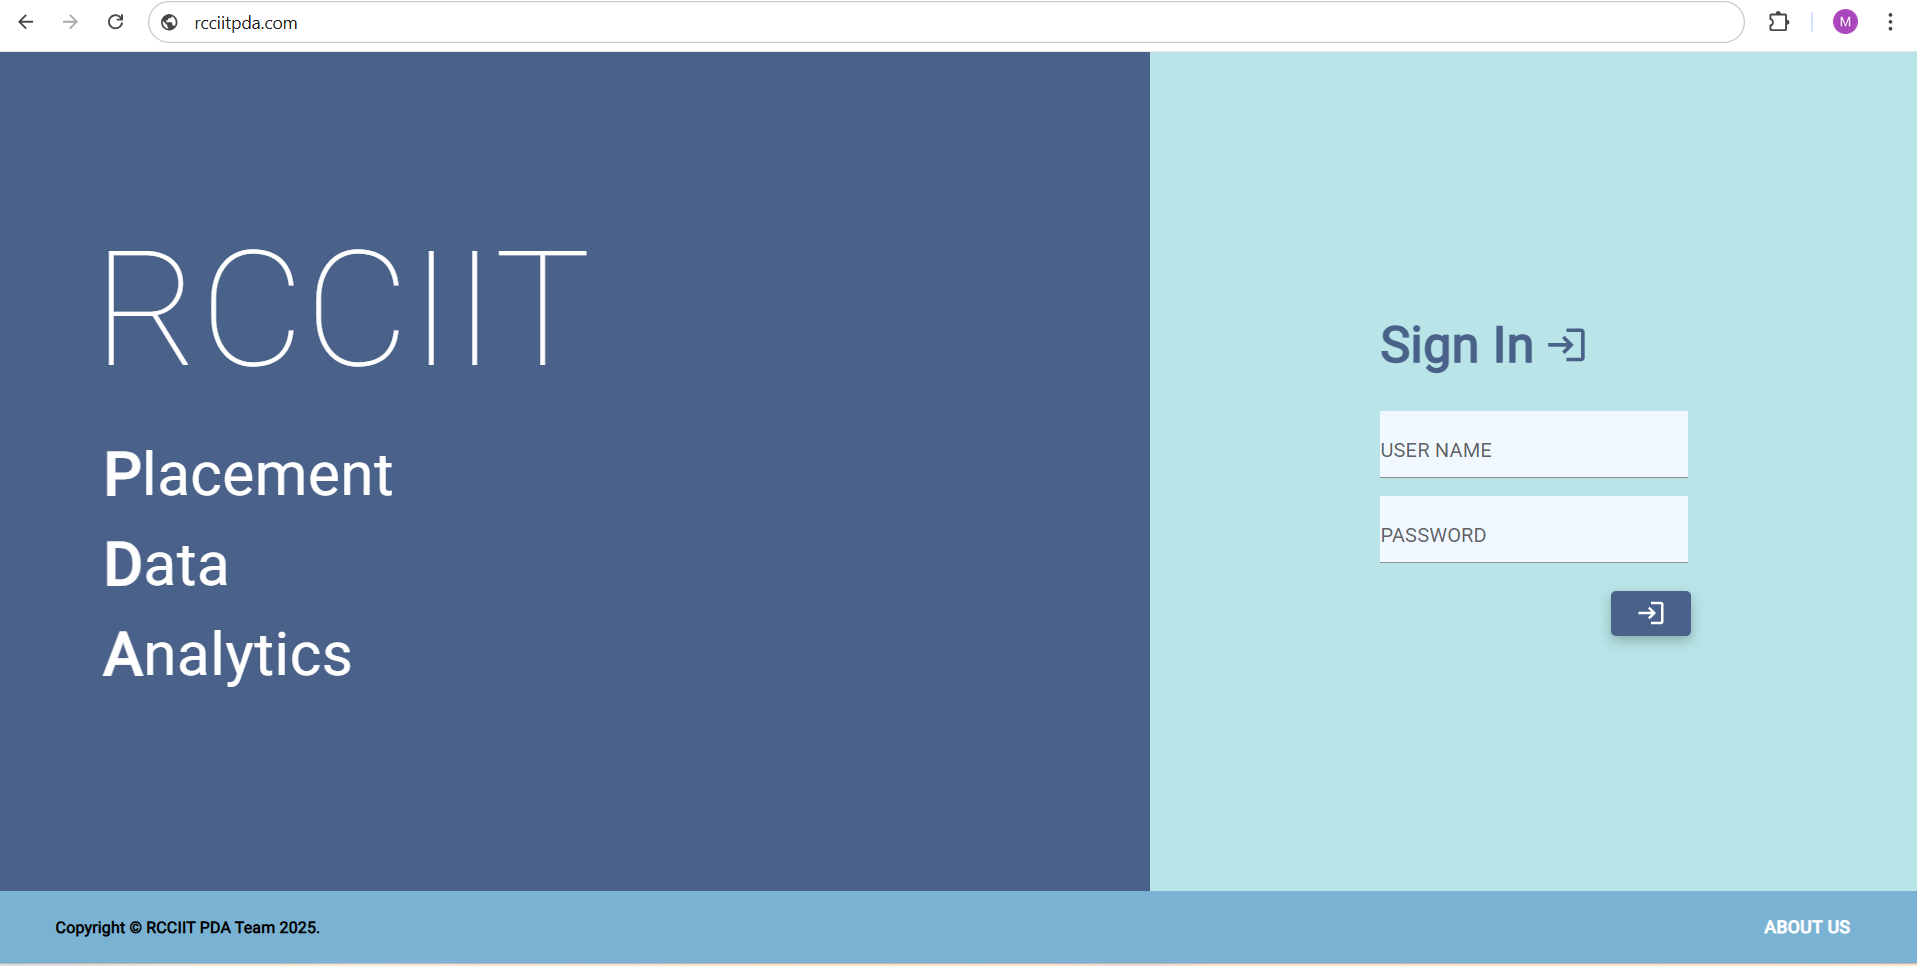 rcciitpda.com
M
RCCIIT
Placement
Data
Analytics
Sign In
USER NAME
PASSWORD
Copyright © RCCIIT PDA Team 2025.
ABOUT US